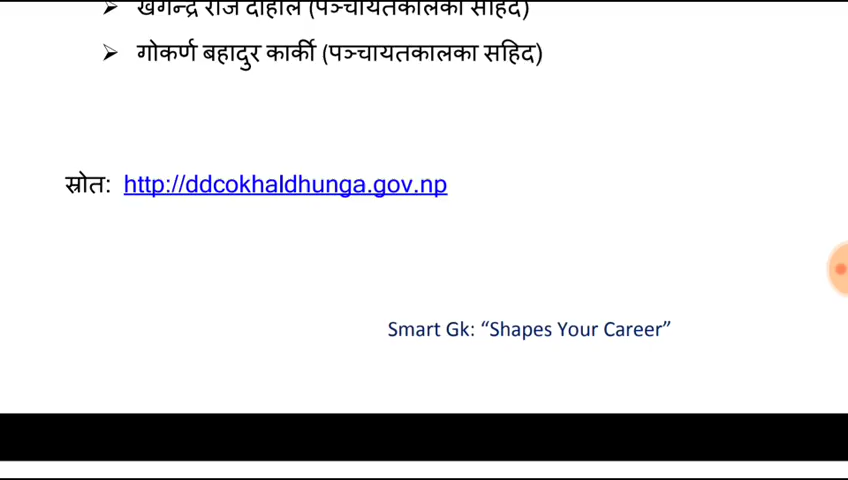 ➢ खगेन्द्र राज दाहाल (पञ्चायतकालका सहिद)
➢ गोकर्ण बहादुर कार्की (पञ्चायतकालका सहिद)
स्रोत: http://ddcokhaldhunga.gov.np
Smart Gk: “Shapes Your Career”